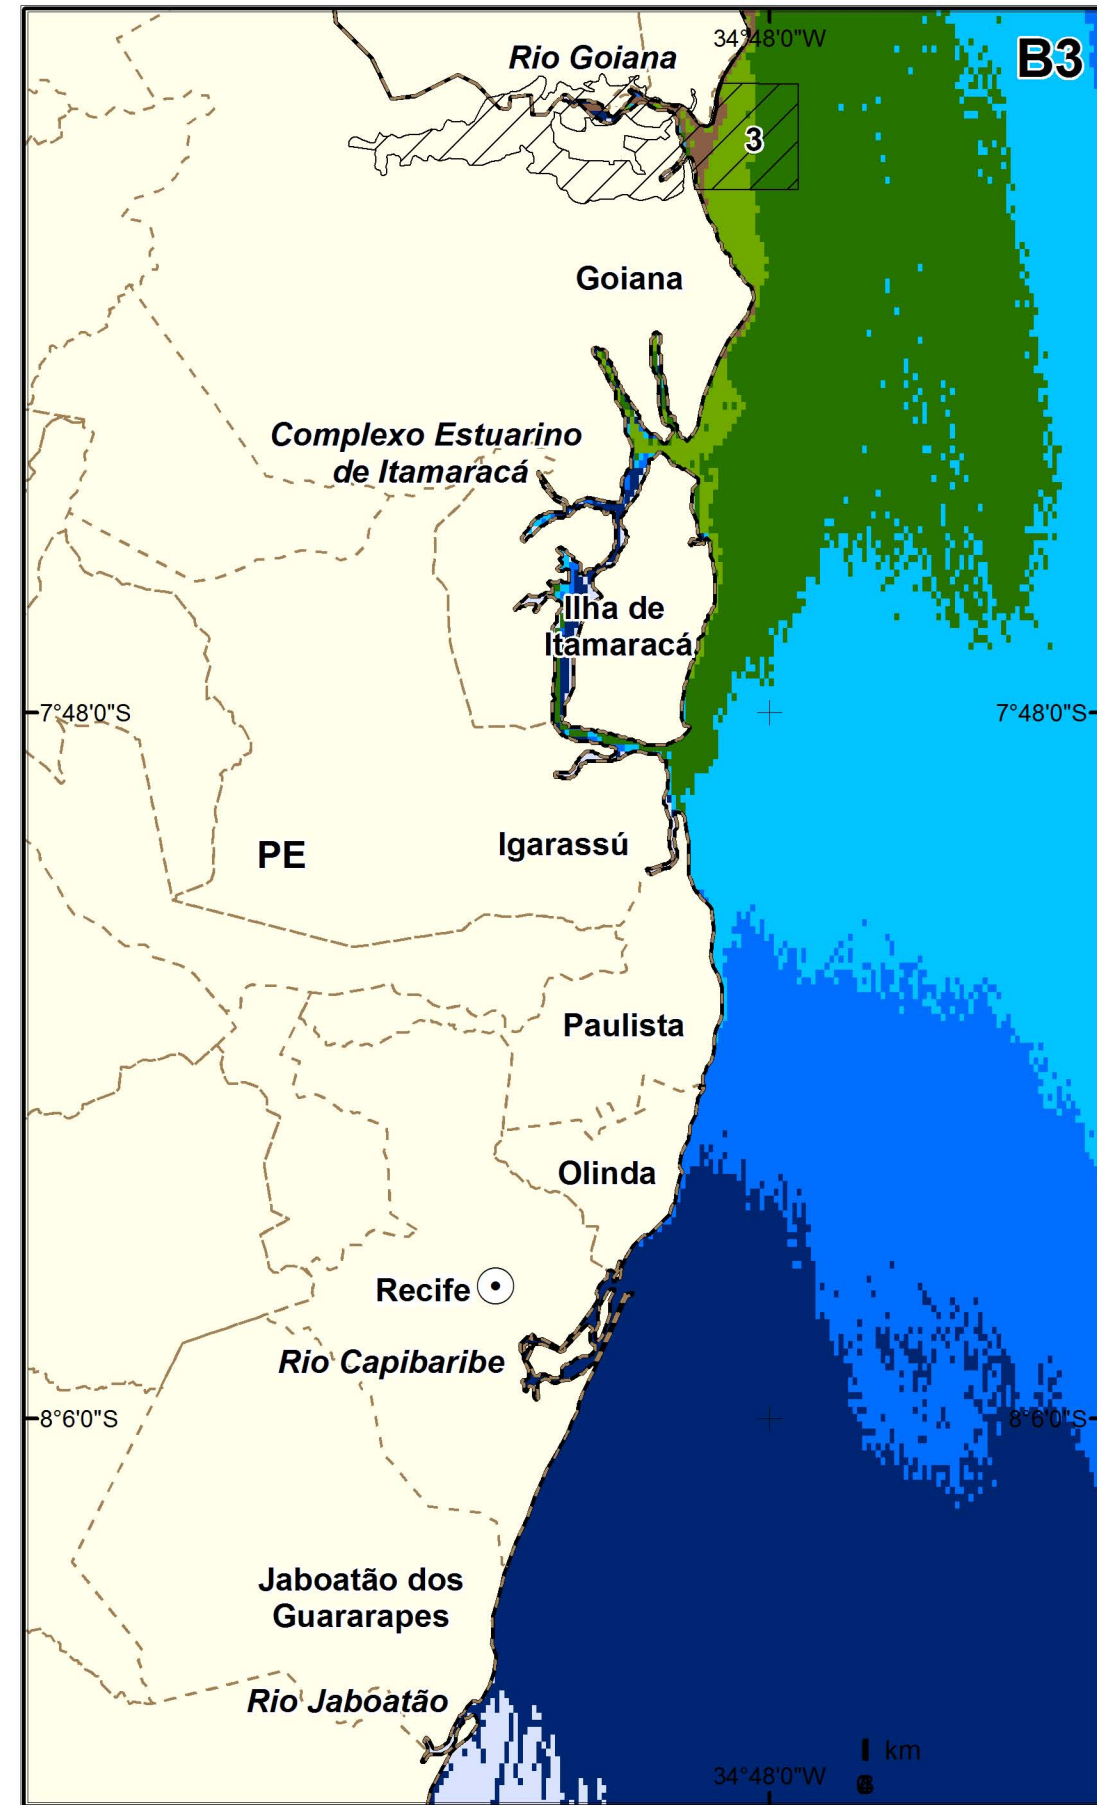 34°48'0"W
B3
Rio Goiana
3
Goiana
Complexo Estuarino
de Itamaracá
Ilha de
Itamaracá
7°48'0"S
7°48'0"S
Igarassú
PE
Paulista
Olinda
Recife
Rio Capibaribe
8°6'0"S
8°6'0"S
Jaboatão dos
Guararapes
Rio Jaboatão
km
34°48'0"W